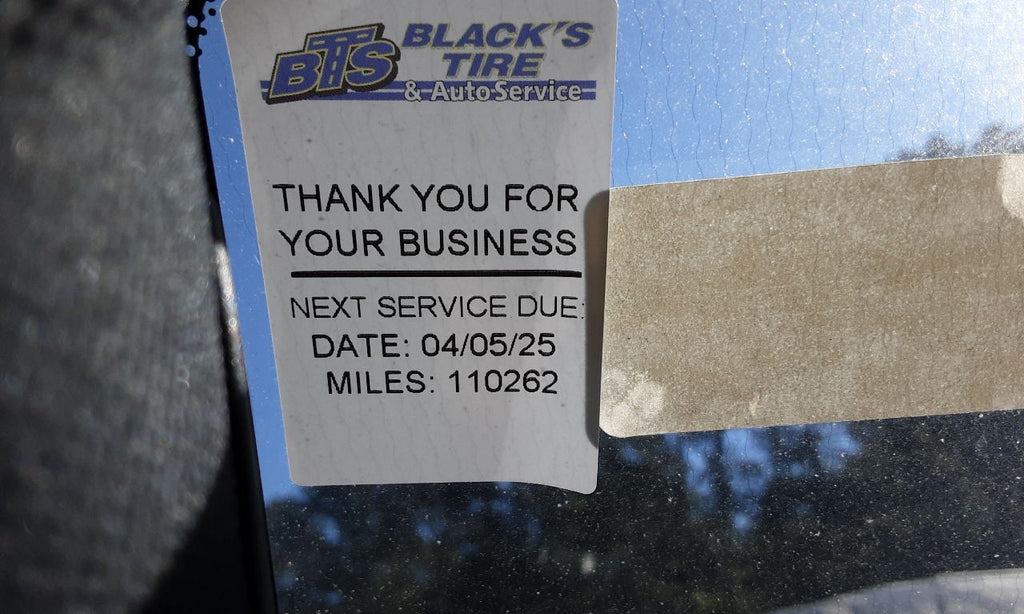 BTS BLACK'S
TIRE
& Auto Service
THANK YOU FOR
YOUR BUSINESS
NEXT SERVICE DUE:
DATE: 04/05/25
MILES: 110262